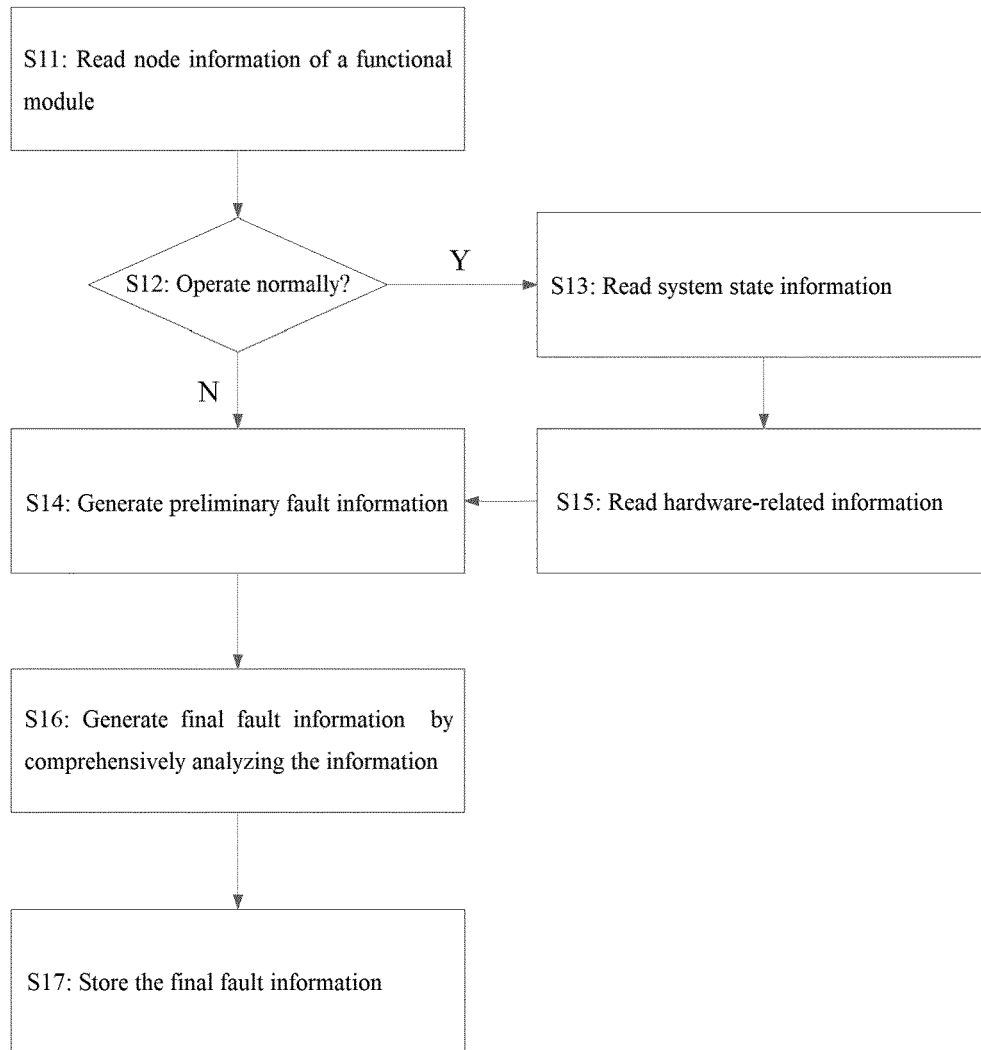 S11: Read node information of a functional
module
S12: Operate normally?
Y
S13: Read system state information
N
S14: Generate preliminary fault information
S15: Read hardware-related information
S16: Generate final fault information by
comprehensively analyzing the information
S17: Store the final fault information